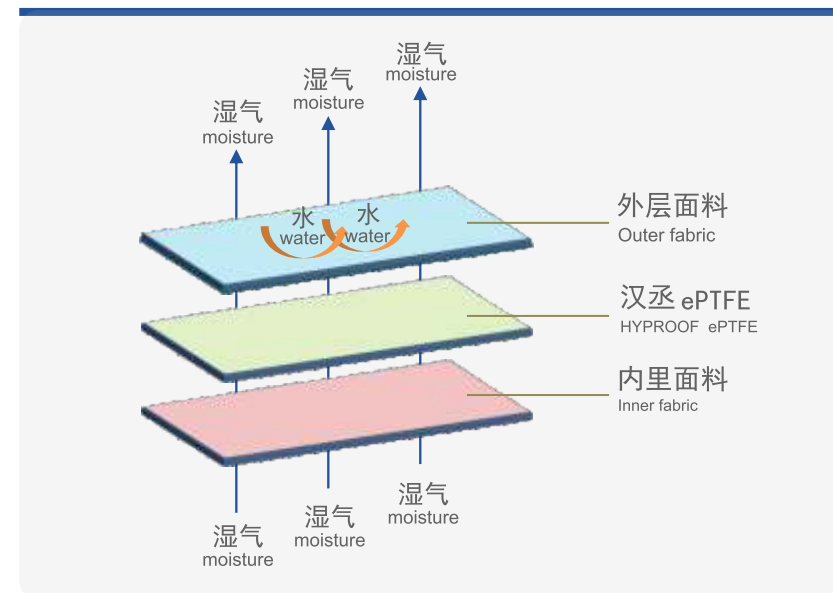 湿气
moisture
湿气
moisture
湿气
moisture
水
water
水
water
外层面料
Outer fabric
汉丞 ePTFE
HYPROOF ePTFE
内里面料
Inner fabric
湿气
moisture
湿气
moisture
湿气
moisture